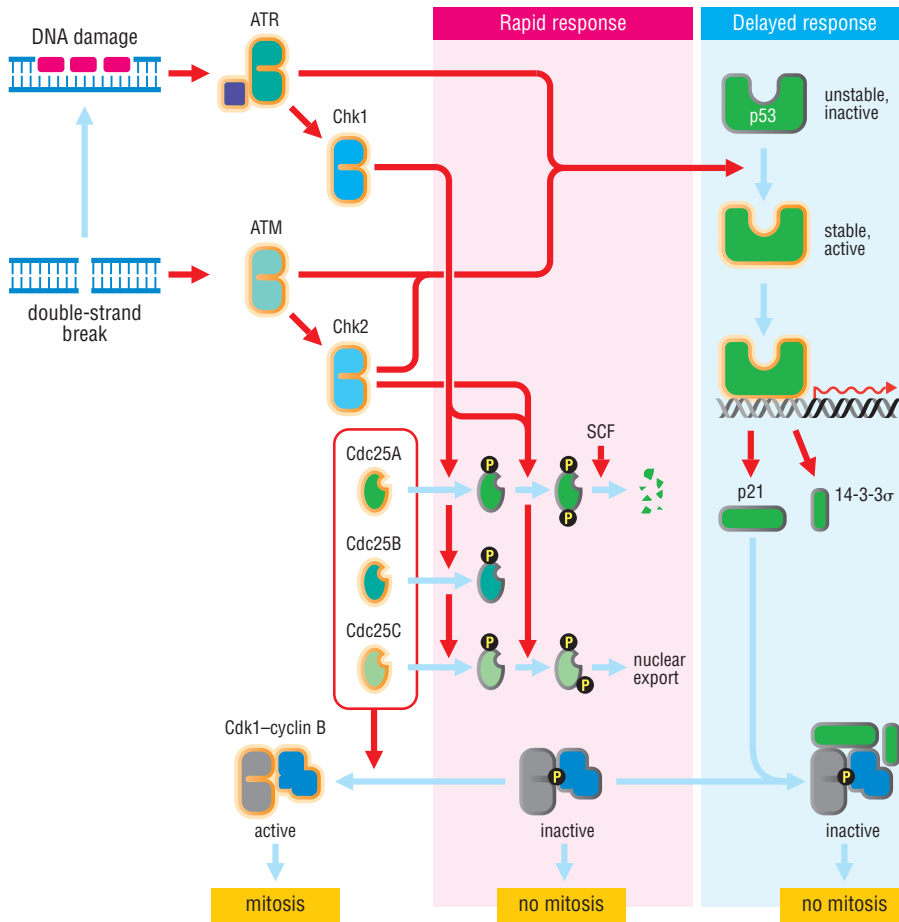 Rapid response
Delayed response
DNA damage
ATR
Chk1
p53
unstable,
inactive
ATM
stable,
active
double-strand
break
Chk2
SCF
Cdc25A
P
P
P
p21
14-3-3σ
Cdc25B
P
Cdc25C
P
P
P
nuclear
export
Cdk1–cyclin B
P
P
active
inactive
inactive
mitosis
no mitosis
no mitosis